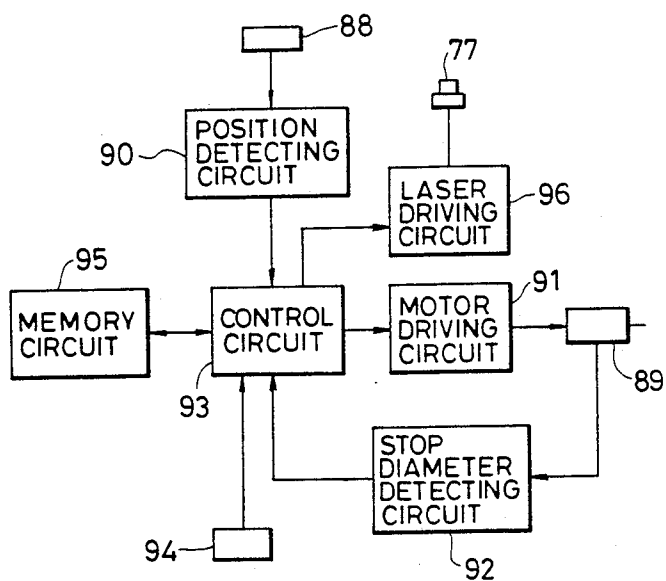 88
77
90
POSITION
DETECTING
CIRCUIT
LASER
DRIVING
CIRCUIT
96
95
MEMORY
CIRCUIT
CONTROL
CIRCUIT
93
91
MOTOR
DRIVING
CIRCUIT
89
STOP
DIAMETER
DETECTING
CIRCUIT
92
94